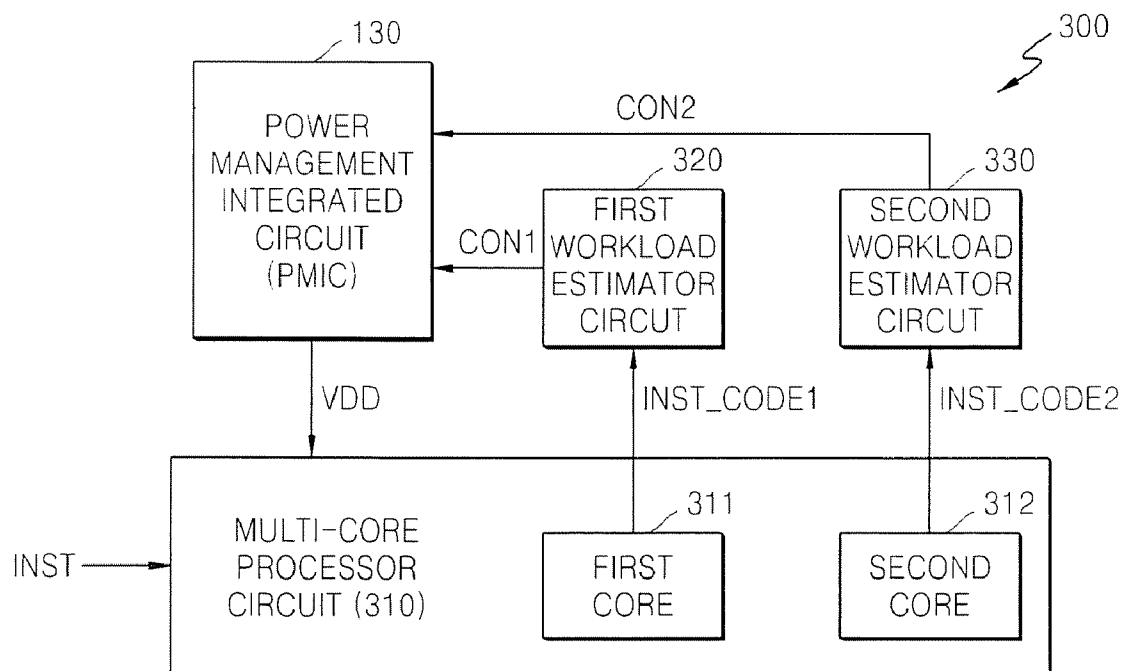 130
300
POWER
MANAGEMENT
INTEGRATED
CIRCUIT
(PMIC)
CON2
320
330
CON1
FIRST
WORKLOAD
ESTIMATOR
CIRCUT
SECOND
WORKLOAD
ESTIMATOR
CIRCUT
VDD
INST_CODE1
INST_CODE2
311
312
INST
MULTI-CORE
PROCESSOR
CIRCUIT (310)
FIRST
CORE
SECOND
CORE